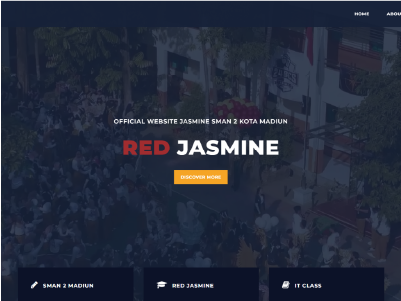 HOME ABOU
OFFICIAL WEBSITE JASMINE SMAN 2 KOTA MADIUN
RED JASMINE
DISCOVER MORE
SMAN 2 MADIUN RED JASMINE IT CLASS